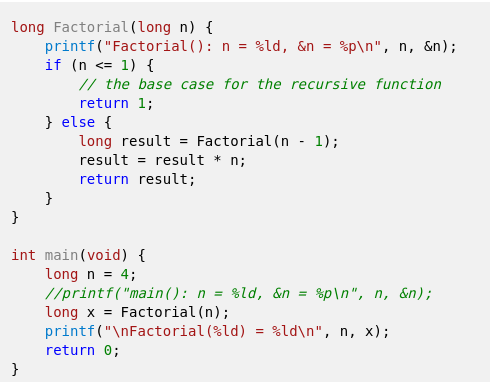 long Factorial(long n) {
    printf("Factorial(): n = %ld, &n = %p\n", n, &n);
    if (n <= 1) {
        // the base case for the recursive function
        return 1;
    } else {
        long result = Factorial(n - 1);
        result = result * n;
        return result;
    }
}

int main(void) {
    long n = 4;
    //printf("main(): n = %ld, &n = %p\n", n, &n);
    long x = Factorial(n);
    printf("\nFactorial(%ld) = %ld\n", n, x);
    return 0;
}